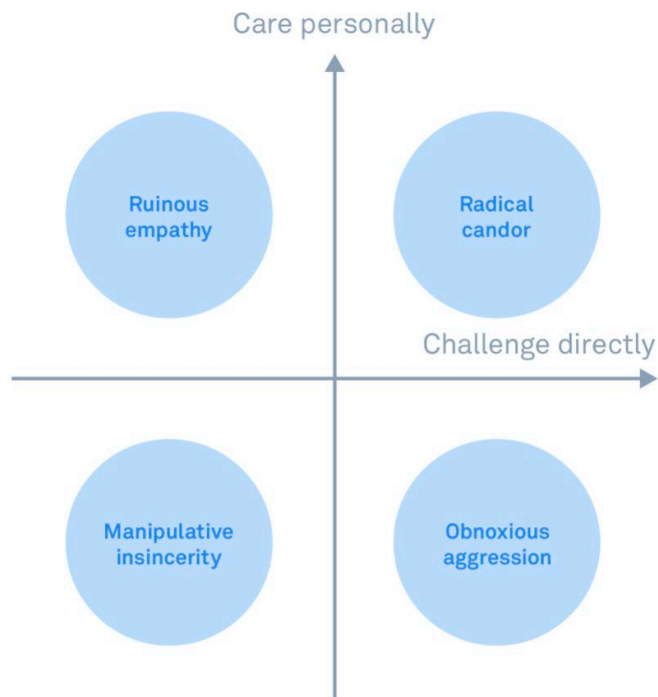 Care personally
Ruinous
empathy
Radical
candor
Challenge directly
Manipulative
insincerity
Obnoxious
aggression